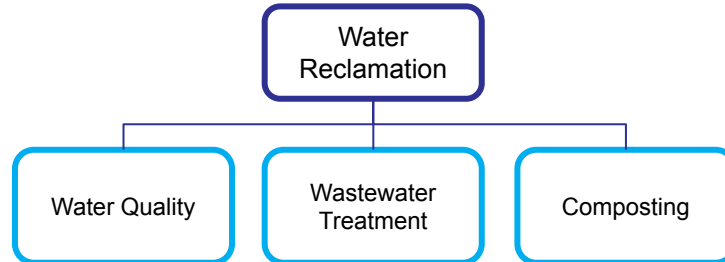 Water
Reclamation
Water Quality
Wastewater
Treatment
Composting